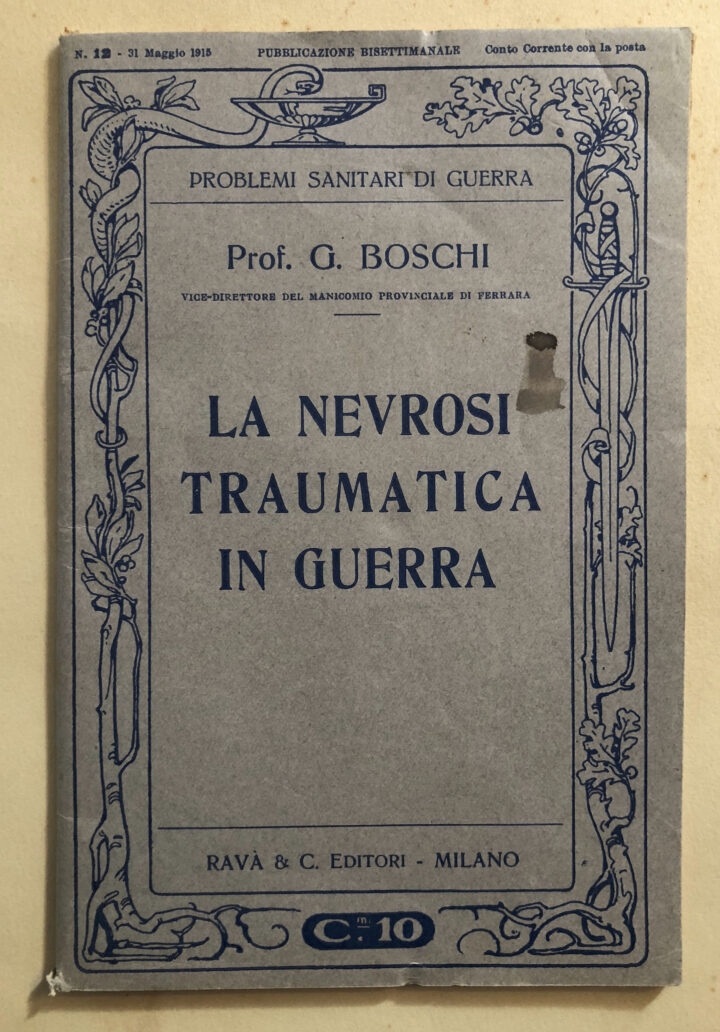 N. 12 - 31 Maggio 1915 PUBBLICAZIONE BISETTIMANALE Conto Corrente con la posta
PROBLEMI SANITARI DI GUERRA
Prof. G. BOSCHI
VICE-DIRETTORE DEL MANICOMIO PROVINCIALE DI FERRARA
LA NEVROSI
TRAUMATICA
IN GUERRA
RAVÀ & C. EDITORI - MILANO
C.mi 10